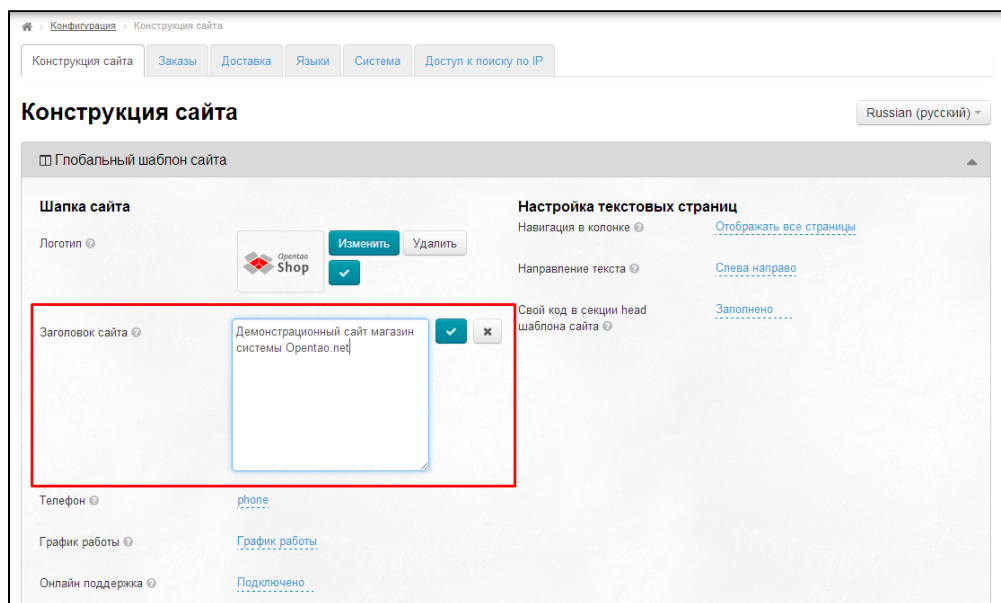 Конфигурация › Конструкция сайта
Конструкция сайта Заказы Доставка Языки Система Доступ к поиску по IP
Конструкция сайта
Russian (русский)
Глобальный шаблон сайта
Шапка сайта
Логотип
Opentao
Shop
Изменить Удалить
Заголовок сайта
Демонстрационный сайт магазин
системы Opentao.net
Телефон
phone
График работы
График работы
Онлайн поддержка
Подключено
Настройка текстовых страниц
Навигация в колонке
Отображать все страницы
Направление текста
Слева направо
Свой код в секции head
шаблона сайта
Заполнено